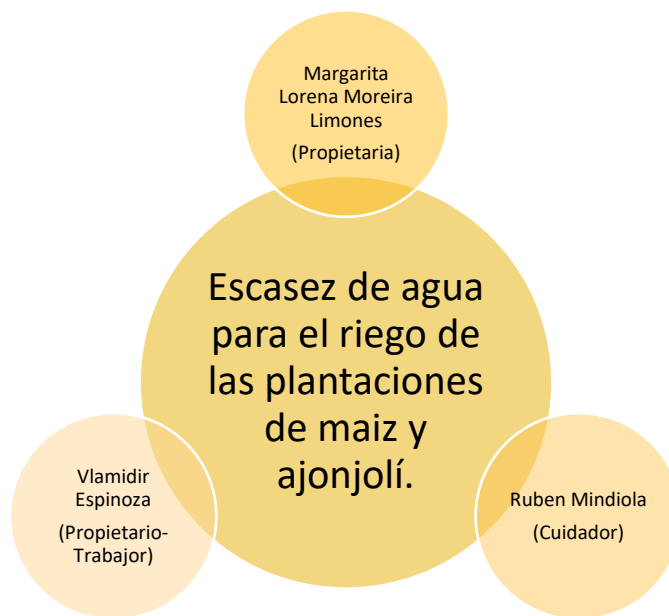 Margarita
Lorena Moreira
Limones
(Propietaria)
Escasez de agua
para el riego de
las plantaciones
de maiz y
ajonjolí.
Vlamidir
Espinoza
(Propietario-
Trabajor)
Ruben Mindiola
(Cuidador)